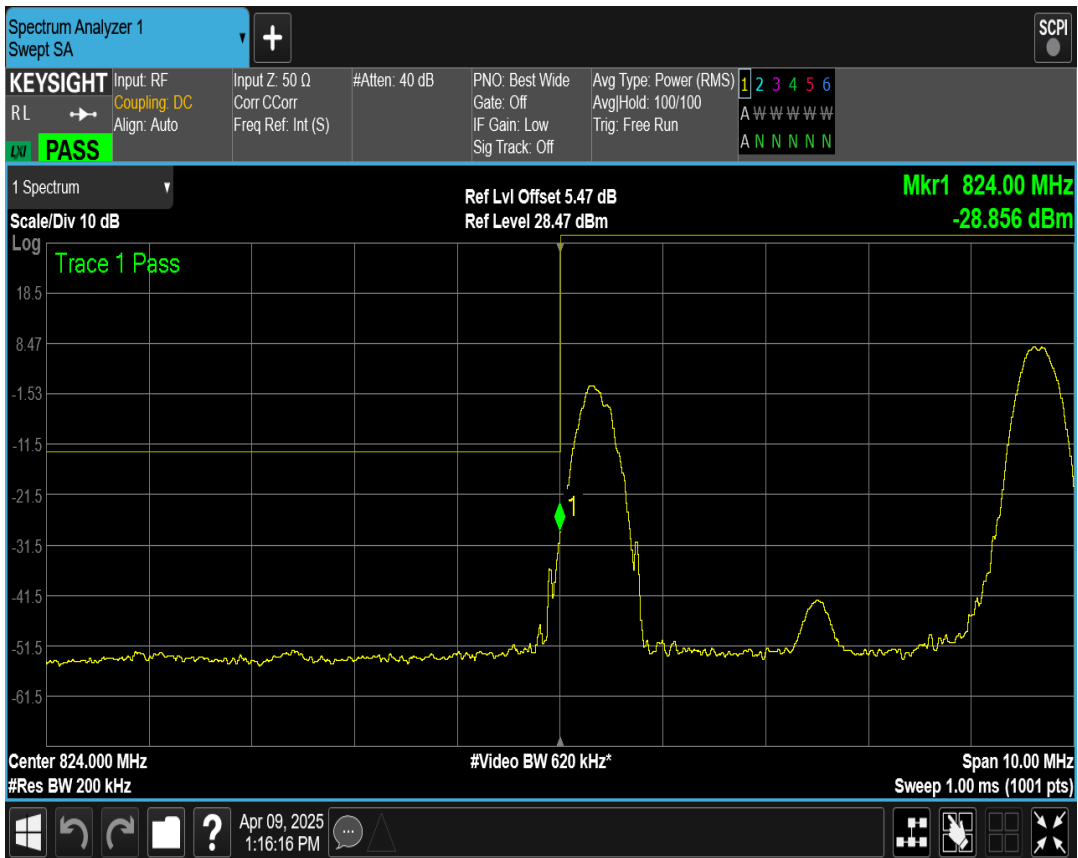 Spectrum Analyzer 1
Swept SA
+
SCPI
KEYSIGHT
RL
LXI PASS
Input: RF
Coupling: DC
Align: Auto
Input Z: 50 Ω
Corr CCorr
Freq Ref: Int (S)
#Atten: 40 dB
PNO: Best Wide
Gate: Off
IF Gain: Low
Sig Track: Off
Avg Type: Power (RMS)
Avg|Hold: 100/100
Trig: Free Run
1 2 3 4 5 6
A W W W W W
A N N N N N
1 Spectrum
Scale/Div 10 dB
Ref Lvl Offset 5.47 dB
Ref Level 28.47 dBm
Mkr1 824.00 MHz
-28.856 dBm
Log
Trace 1 Pass
18.5
8.47
-1.53
-11.5
-21.5
1
-31.5
-41.5
-51.5
-61.5
Center 824.000 MHz
#Video BW 620 kHz*
Span 10.00 MHz
#Res BW 200 kHz
Sweep 1.00 ms (1001 pts)
?
Apr 09, 2025
1:16:16 PM